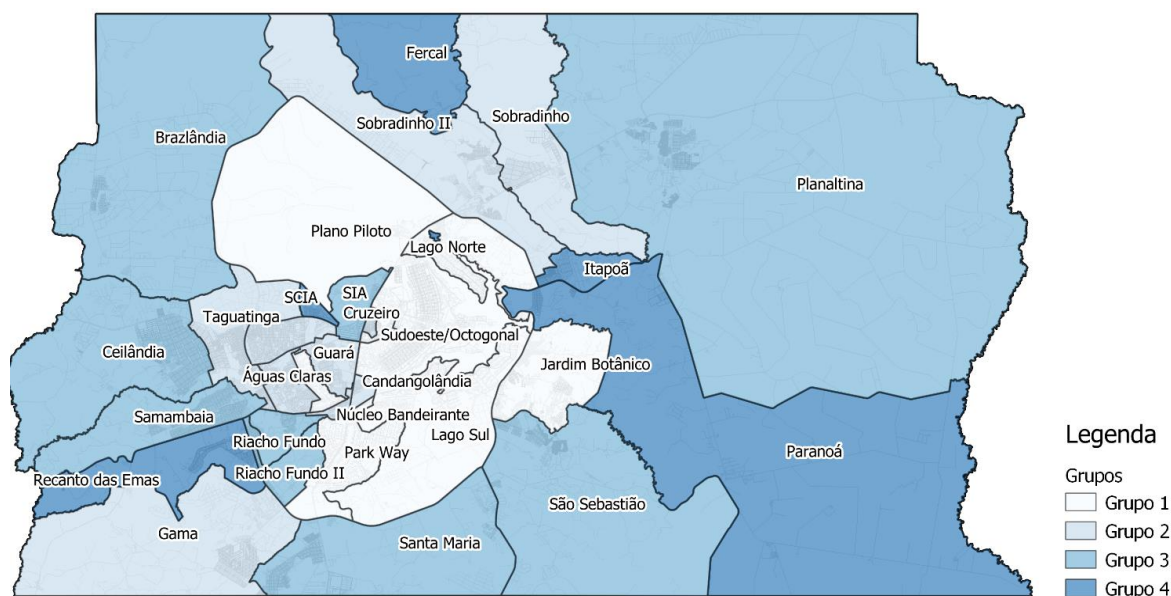 Fercal
Sobradinho II
Sobradinho
Brazlândia
Planaltina
Plano Piloto
Lago Norte
Itapoã
SCIA
SIA
Taguatinga
Cruzeiro
Sudoeste/Octogonal
Ceilândia
Guará
Jardim Botânico
Águas Claras
Candangolândia
Samambaia
Núcleo Bandeirante
Riacho Fundo
Lago Sul
Park Way
Paranoá
Recanto das Emas
Riacho Fundo II
São Sebastião
Gama
Santa Maria
Legenda
Grupos
Grupo 1
Grupo 2
Grupo 3
Grupo 4